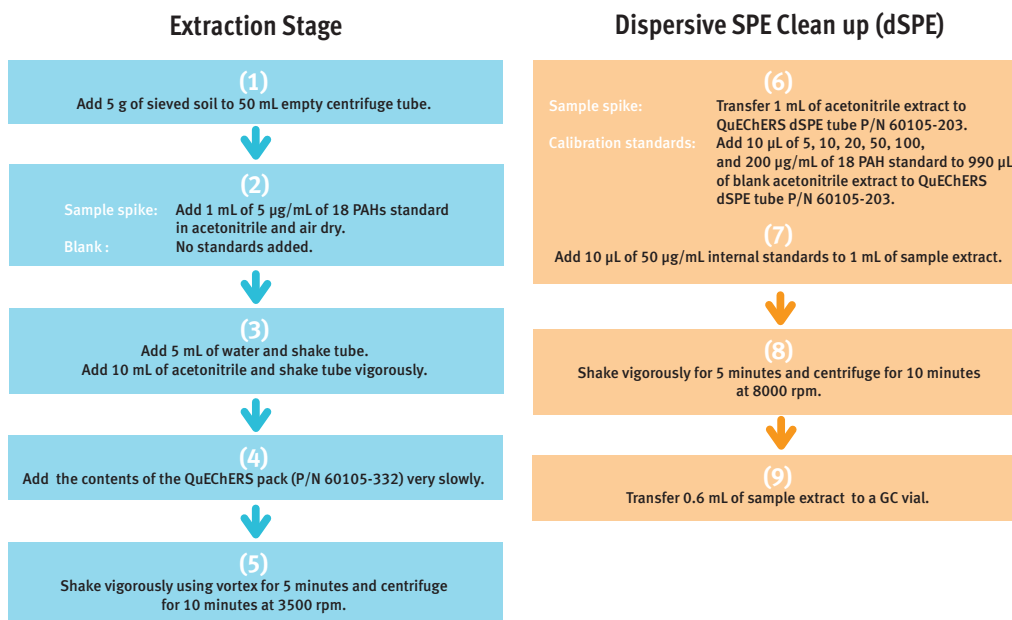 Extraction Stage
(1)
Add 5 g of sieved soil to 50 mL empty centrifuge tube.
(2)
Sample spike: Add 1 mL of 5 µg/mL of 18 PAHs standard
in acetonitrile and air dry.
Blank : No standards added.
(3)
Add 5 mL of water and shake tube.
Add 10 mL of acetonitrile and shake tube vigorously.
(4)
Add the contents of the QuEChERS pack (P/N 60105-332) very slowly.
(5)
Shake vigorously using vortex for 5 minutes and centrifuge
for 10 minutes at 3500 rpm.
Dispersive SPE Clean up (dSPE)
(6)
Sample spike: Transfer 1 mL of acetonitrile extract to
QuEChERS dSPE tube P/N 60105-203.
Calibration standards: Add 10 µL of 5, 10, 20, 50, 100,
and 200 µg/mL of 18 PAH standard to 990 µL
of blank acetonitrile extract to QuEChERS
dSPE tube P/N 60105-203.
(7)
Add 10 µL of 50 µg/mL internal standards to 1 mL of sample extract.
(8)
Shake vigorously for 5 minutes and centrifuge for 10 minutes
at 8000 rpm.
(9)
Transfer 0.6 mL of sample extract to a GC vial.